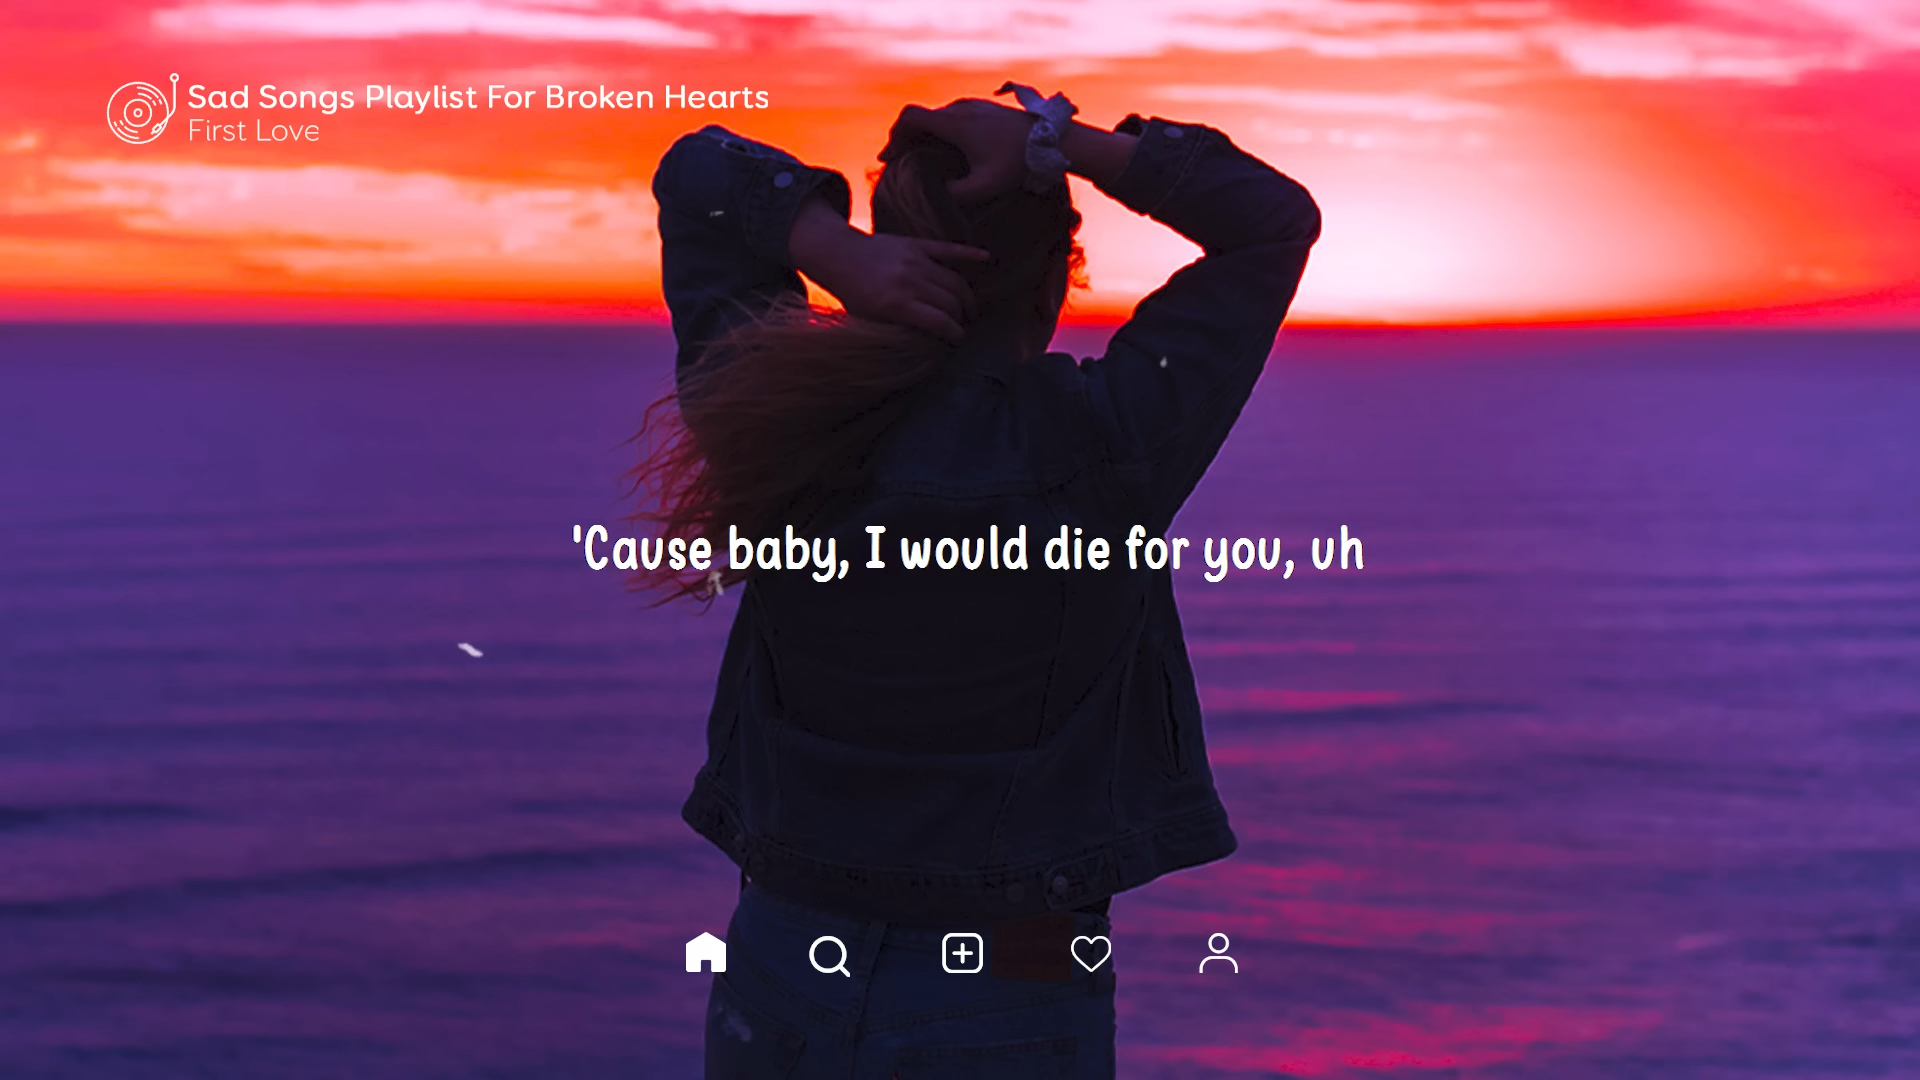 Sad Songs Playlist For Broken Hearts
First Love
'Cause baby, I would die for you, uh